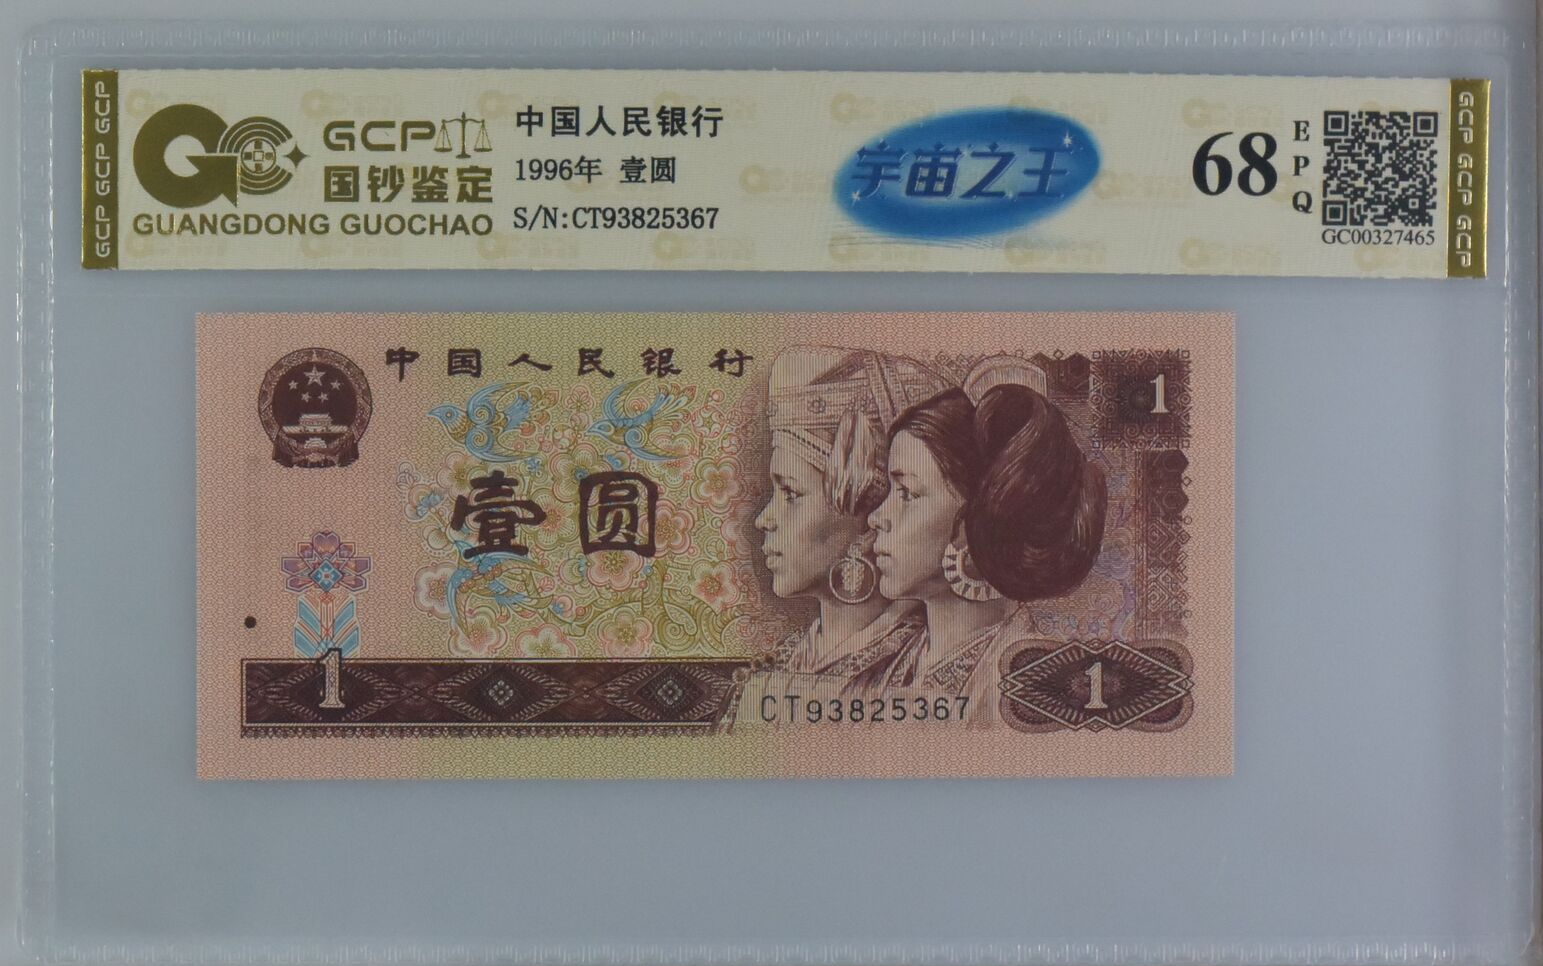 GCP GCP GCP
GCP
国钞鉴定
GUANGDONG GUOCHAO
中国人民银行
1996年 壹圆
S/N:CT93825367
宇宙之王
68
EPQ
GC00327465
GCP GCP GCP
中国人民银行
1
壹圆
1
CT93825367
1